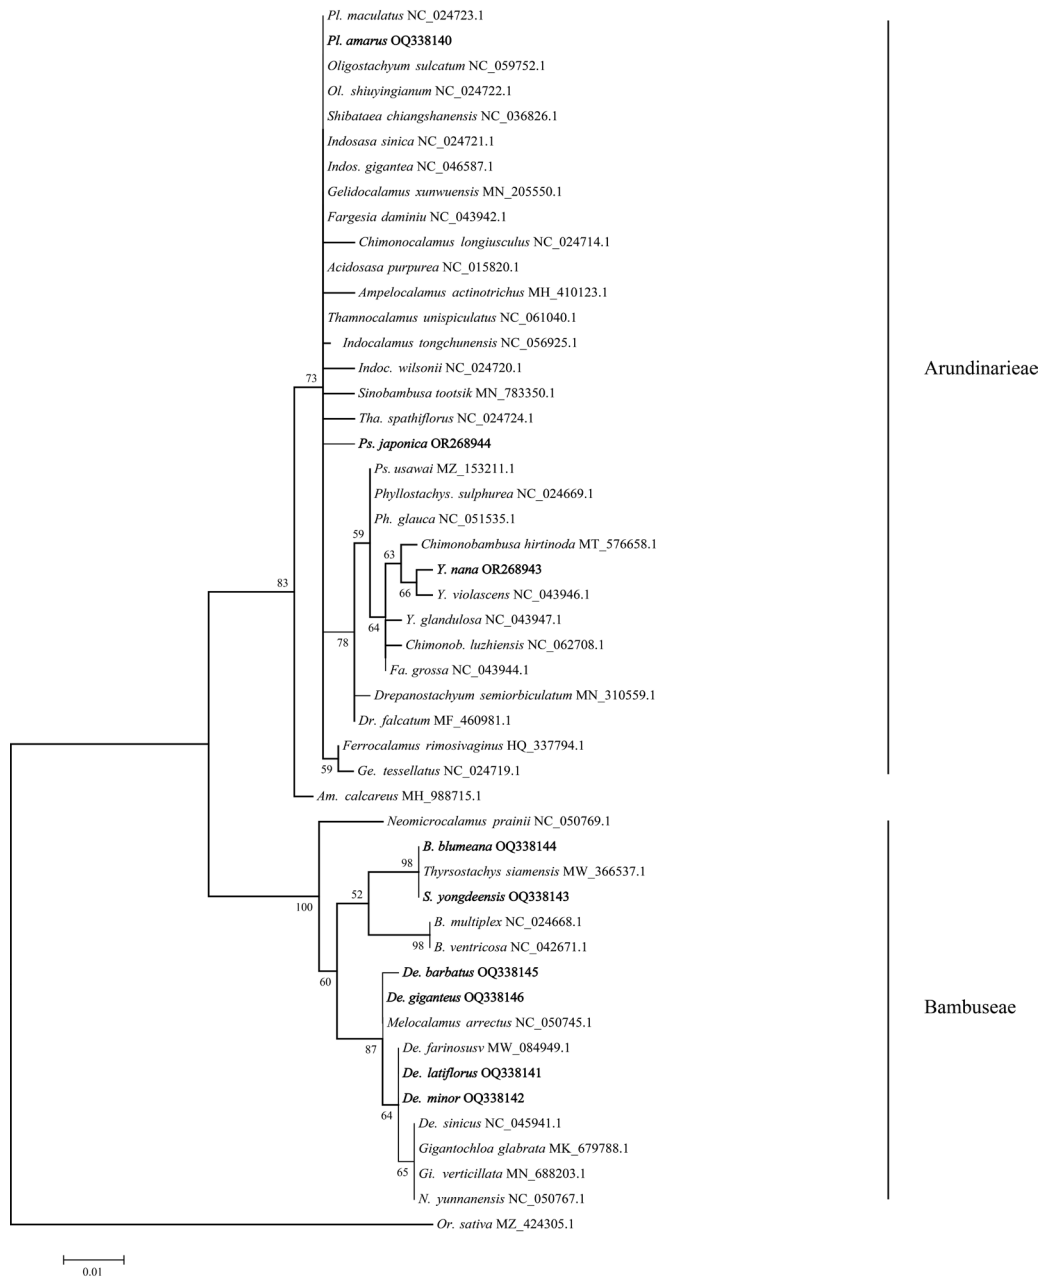 Pl. maculatus NC_024723.1
Pl. amarus OQ338140
Oligostachyum sulcatum NC_059752.1
Ol. shiuyingianum NC_024722.1
Shibataea chiangshanensis NC_036826.1
Indosasa sinica NC_024721.1
Indos. gigantea NC_046587.1
Gelidocalamus xunwuensis MN_205550.1
Fargesia daminiu NC_043942.1
Chimonocalamus longiusculus NC_024714.1
Acidosasa purpurea NC_015820.1
Ampelocalamus actinotrichus MH_410123.1
Thamnocalamus unispiculatus NC_061040.1
Indocalamus tongchunensis NC_056925.1
Indoc. wilsonii NC_024720.1
Arundinarieae
73
Sinobambusa tootsik MN_783350.1
Tha. spathiflorus NC_024724.1
Ps. japonica OR268944
Ps. usawai MZ_153211.1
Phyllostachys. sulphurea NC_024669.1
Ph. glauca NC_051535.1
59
Chimonobambusa hirtinoda MT_576658.1
63
Y. nana OR268943
83
66
Y. violascens NC_043946.1
Y. glandulosa NC_043947.1
64
78
Chimonob. luzhiensis NC_062708.1
Fa. grossa NC_043944.1
Drepanostachyum semiorbiculatum MN_310559.1
Dr. falcatum MF_460981.1
Ferrocalamus rimosivaginus HQ_337794.1
59
Ge. tessellatus NC_024719.1
Am. calcareus MH_988715.1
Neomicrocalamus prainii NC_050769.1
B. blumeana OQ338144
98
Thyrsostachys siamensis MW_366537.1
52
S. yongdeensis OQ338143
100
B. multiplex NC_024668.1
98
B. ventricosa NC_042671.1
De. barbatus OQ338145
60
De. giganteus OQ338146
Bambuseae
Melocalamus arrectus NC_050745.1
87
De. farinosusv MW_084949.1
De. latiflorus OQ338141
De. minor OQ338142
64
De. sinicus NC_045941.1
Gigantochloa glabrata MK_679788.1
65
Gi. verticillata MN_688203.1
N. yunnanensis NC_050767.1
Or. sativa MZ_424305.1
0.01